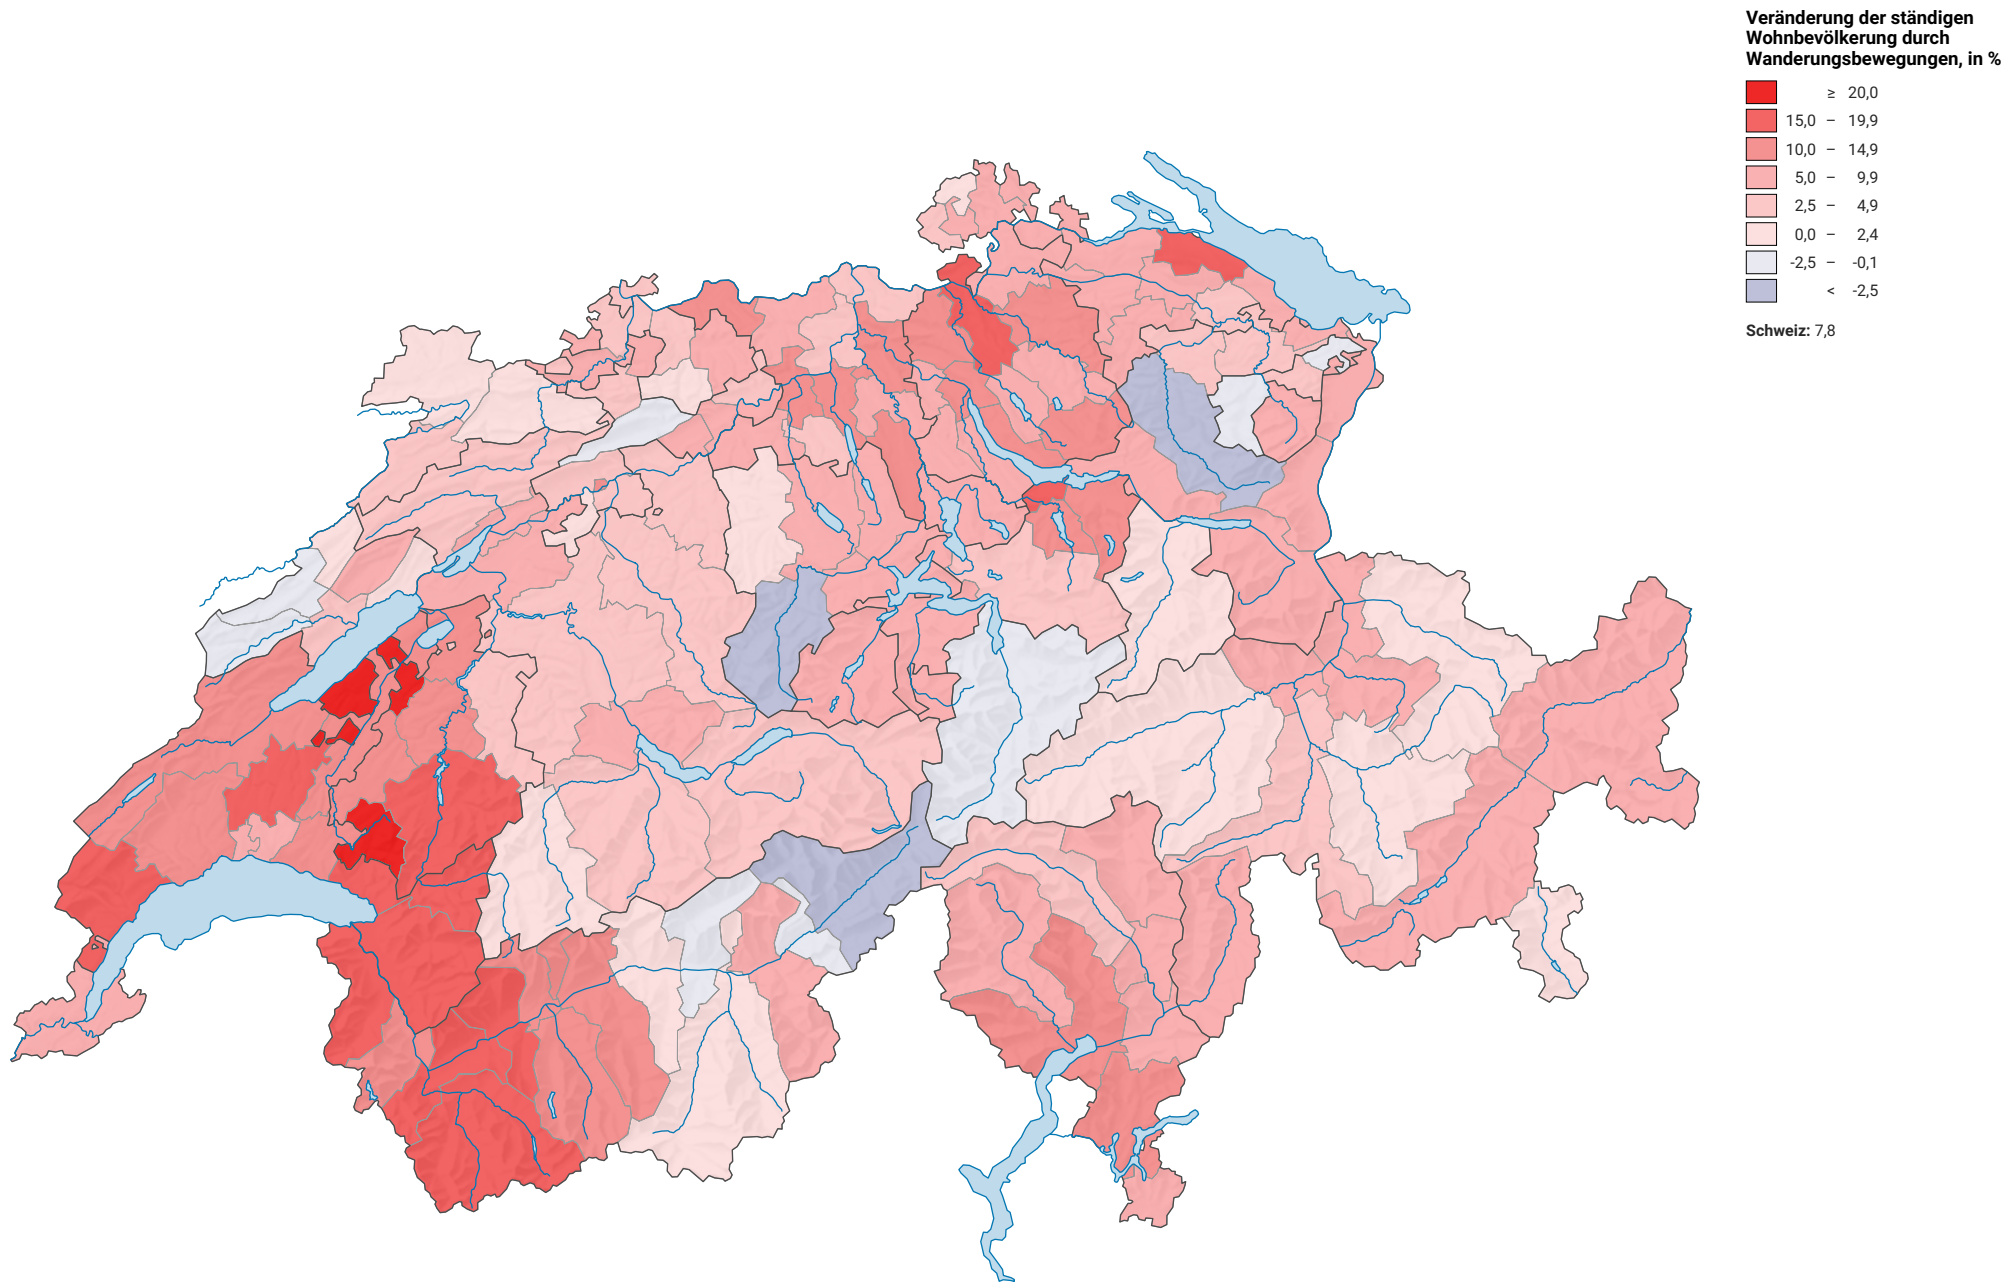 Veränderung der ständigen
Wohnbevölkerung durch
Wanderungsbewegungen, in %
≥ 20,0
15,0 – 19,9
10,0 – 14,9
5,0 – 9,9
2,5 – 4,9
0,0 – 2,4
-2,5 – -0,1
< -2,5
Schweiz: 7,8